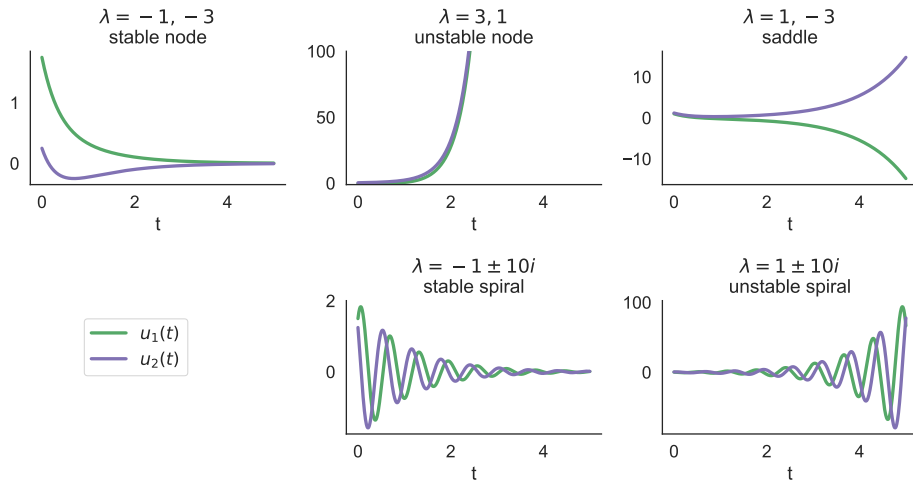 λ = −1, −3
stable node
1
0
0
2
4
t
λ = 3, 1
unstable node
100
50
0
0
2
4
t
λ = 1, −3
saddle
10
0
−10
0
2
4
t
u₁(t)
u₂(t)
λ = −1 ± 10i
stable spiral
2
0
0
2
4
t
λ = 1 ± 10i
unstable spiral
100
0
0
2
4
t